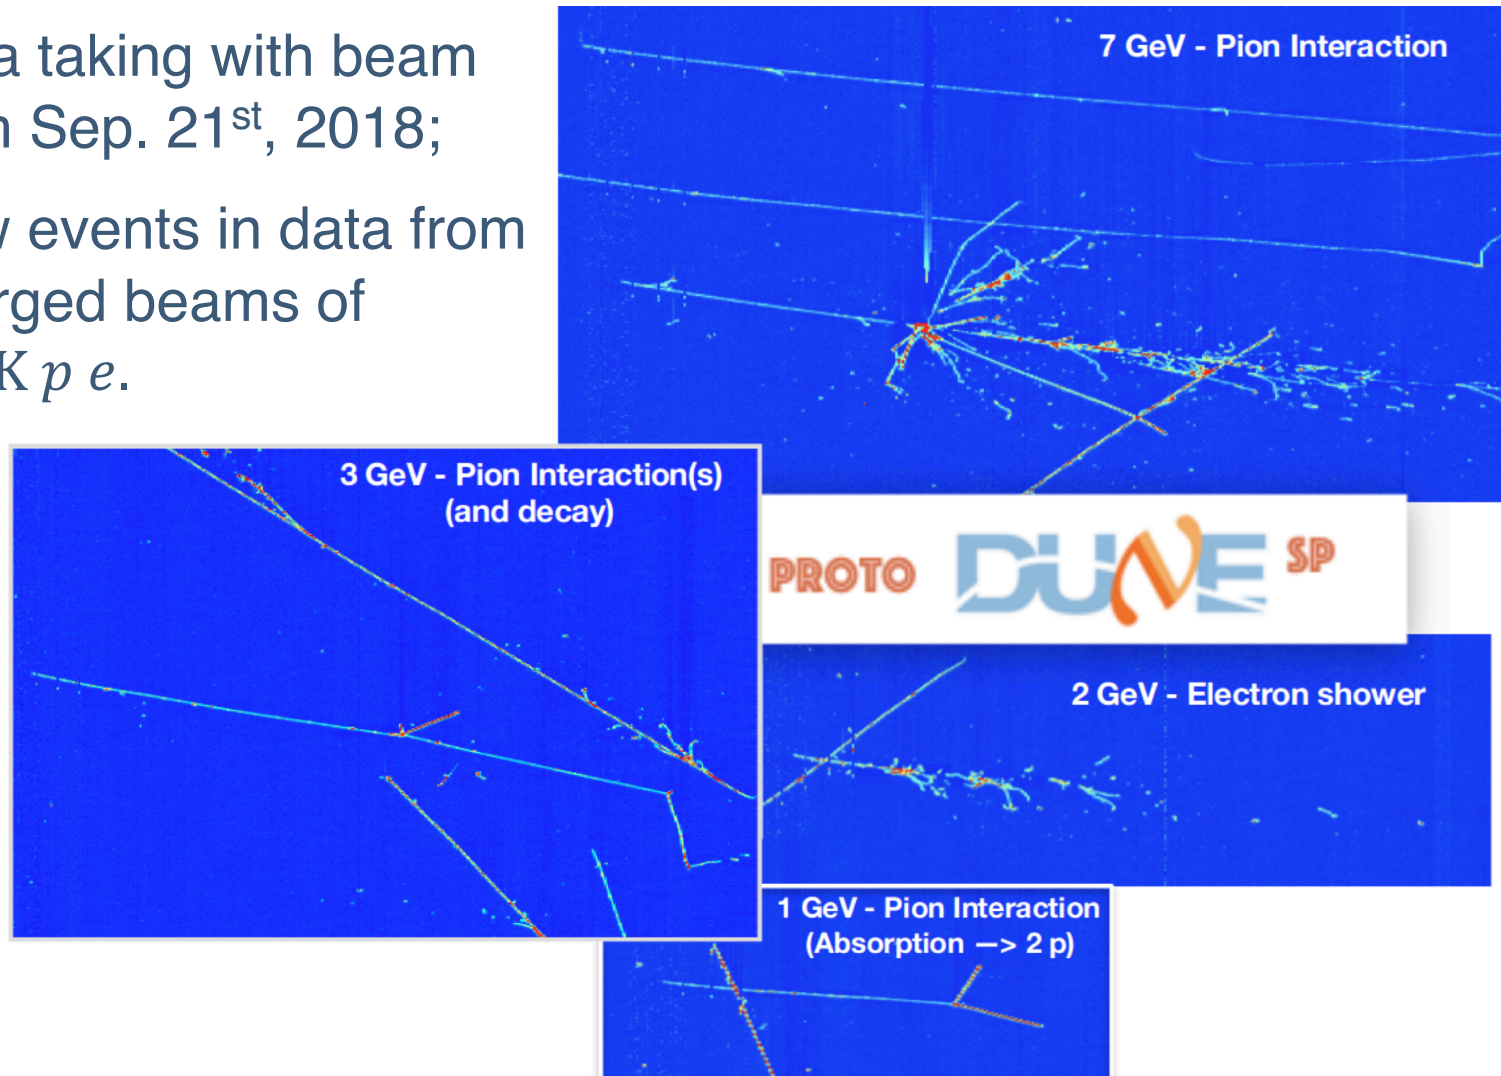 a taking with beam
n Sep. 21st, 2018;
w events in data from
rged beams of
K p e.
7 GeV - Pion Interaction
3 GeV - Pion Interaction(s)
(and decay)
PROTO DUNE SP
2 GeV - Electron shower
1 GeV - Pion Interaction
(Absorption —> 2 p)